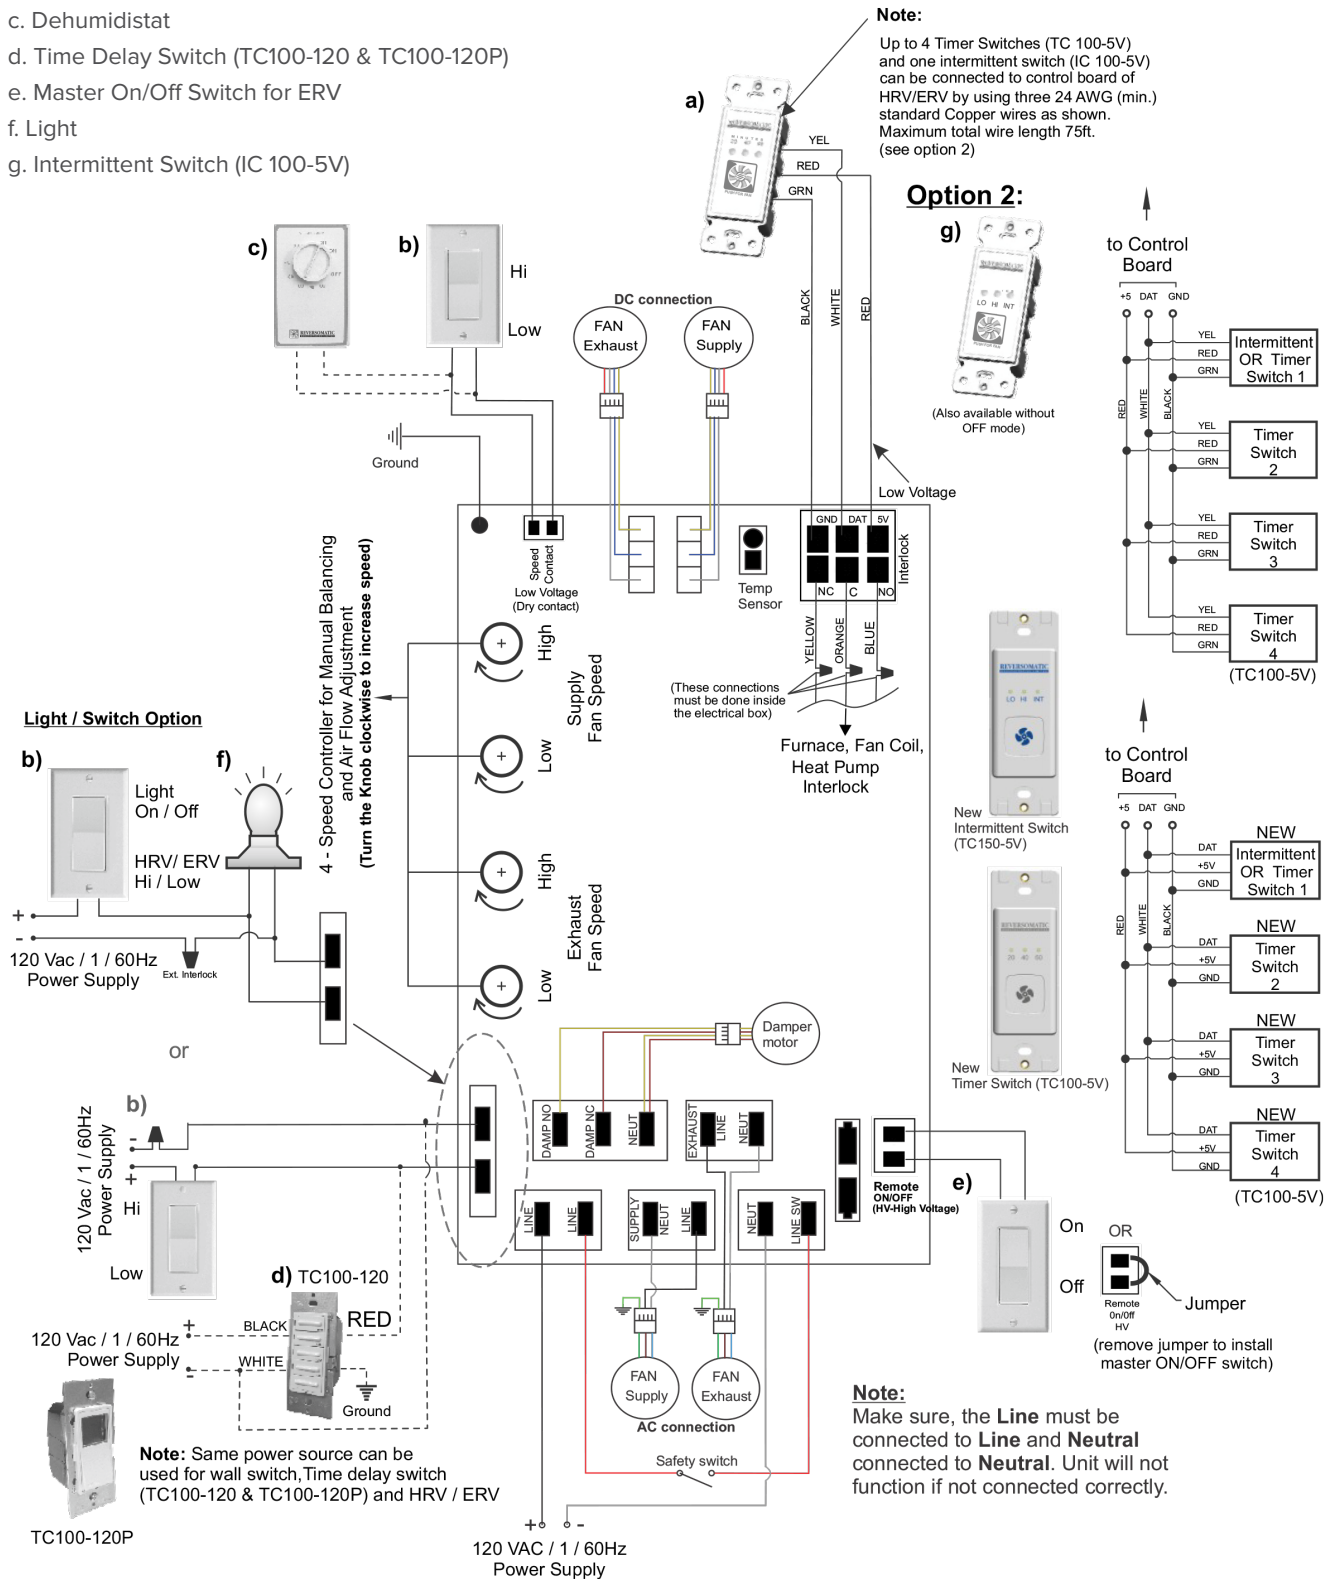 c. Dehumidistat
d. Time Delay Switch (TC100-120 & TC100-120P)
e. Master On/Off Switch for ERV
f. Light
g. Intermittent Switch (IC 100-5V)
Note:
Up to 4 Timer Switches (TC 100-5V)
and one intermittent switch (IC 100-5V)
can be connected to control board of
HRV/ERV by using three 24 AWG (min.)
standard Copper wires as shown.
Maximum total wire length 75ft.
(see option 2)
a)
REVERSOMATIC
MINUTES
20 40 60
YEL
RED
GRN
BLACK
WHITE
RED
Low Voltage
Option 2:
g)
REVERSOMATIC
LO HI INT
(Also available without
OFF mode)
to Control
Board
+5 DAT GND
RED
WHITE
BLACK
YEL
RED
GRN
Intermittent
OR Timer
Switch 1
YEL
RED
GRN
Timer
Switch
2
YEL
RED
GRN
Timer
Switch
3
YEL
RED
GRN
Timer
Switch
4
(TC100-5V)
c)
OFF
REVERSOMATIC
b)
Hi
Low
DC connection
FAN
Exhaust
FAN
Supply
Ground
Speed
Contact
Low Voltage
(Dry contact)
Temp
Sensor
GND DAT 5V
Interlock
NC C NO
YELLOW
ORANGE
BLUE
(These connections
must be done inside
the electrical box)
Furnace, Fan Coil,
Heat Pump
Interlock
4 - Speed Controller for Manual Balancing
and Air Flow Adjustment
(Turn the Knob clockwise to increase speed)
High
Low
Supply
Fan Speed
High
Low
Exhaust
Fan Speed
REVERSOMATIC
LO HI INT
New
Intermittent Switch
(TC150-5V)
REVERSOMATIC
20 40 60
New
Timer Switch (TC100-5V)
to Control
Board
+5 DAT GND
RED
WHITE
BLACK
NEW
DAT
+5V
GND
Intermittent
OR Timer
Switch 1
NEW
DAT
+5V
GND
Timer
Switch
2
NEW
DAT
+5V
GND
Timer
Switch
3
NEW
DAT
+5V
GND
Timer
Switch
4
(TC100-5V)
Light / Switch Option
b)
Light
On / Off
HRV/ ERV
Hi / Low
f)
+
-
120 Vac / 1 / 60Hz
Power Supply
Ext. Interlock
or
b)
120 Vac / 1 / 60Hz
Power Supply
-
+
Hi
Low
Damper
motor
DAMP NO
DAMP NC
NEUT
EXHAUST
LINE
NEUT
LINE
LINE
SUPPLY
NEUT
LINE
NEUT
LINE SW
Remote
ON/OFF
(HV-High Voltage)
e)
On
Off
OR
Remote
On/Off
HV
Jumper
(remove jumper to install
master ON/OFF switch)
d) TC100-120
BLACK
RED
WHITE
Ground
+
120 Vac / 1 / 60Hz
Power Supply
-
TC100-120P
Note: Same power source can be
used for wall switch,Time delay switch
(TC100-120 & TC100-120P) and HRV / ERV
FAN
Supply
FAN
Exhaust
AC connection
Safety switch
+ -
120 VAC / 1 / 60Hz
Power Supply
Note:
Make sure, the Line must be
connected to Line and Neutral
connected to Neutral. Unit will not
function if not connected correctly.